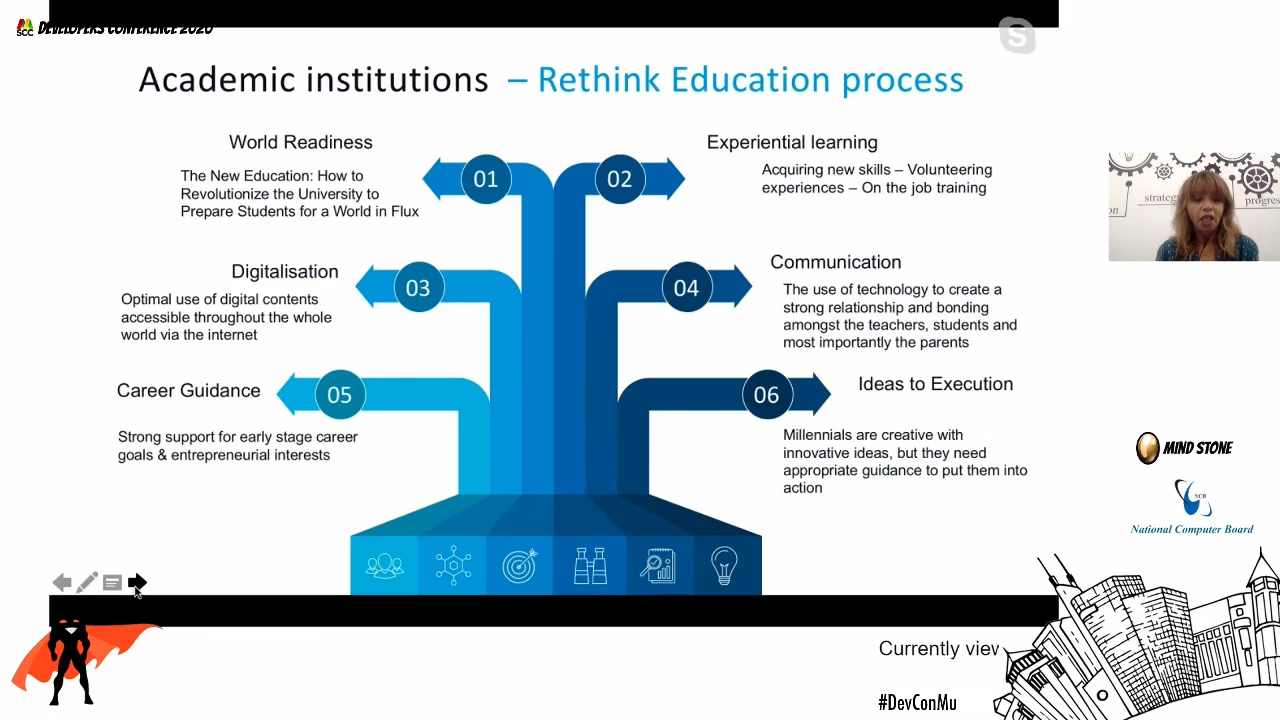 SCC DEVELOPERS CONFERENCE 2020
Academic institutions – Rethink Education process
World Readiness
The New Education: How to
Revolutionize the University to
Prepare Students for a World in Flux
01
02
Experiential learning
Acquiring new skills – Volunteering
experiences – On the job training
Digitalisation
Optimal use of digital contents
accessible throughout the whole
world via the internet
03
04
Communication
The use of technology to create a
strong relationship and bonding
amongst the teachers, students and
most importantly the parents
Career Guidance
Strong support for early stage career
goals & entrepreneurial interests
05
06
Ideas to Execution
Millennials are creative with
innovative ideas, but they need
appropriate guidance to put them into
action
MIND STONE
NCB
National Computer Board
Currently view
#DevConMu